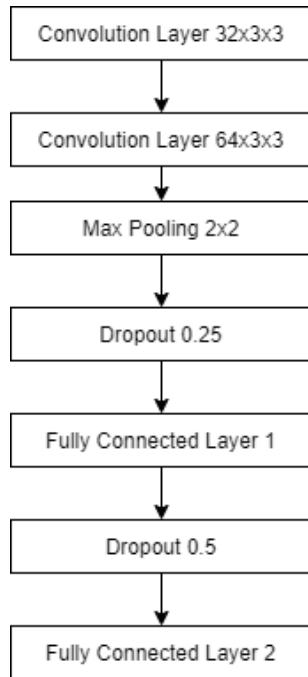 Convolution Layer 32x3x3
Convolution Layer 64x3x3
Max Pooling 2x2
Dropout 0.25
Fully Connected Layer 1
Dropout 0.5
Fully Connected Layer 2